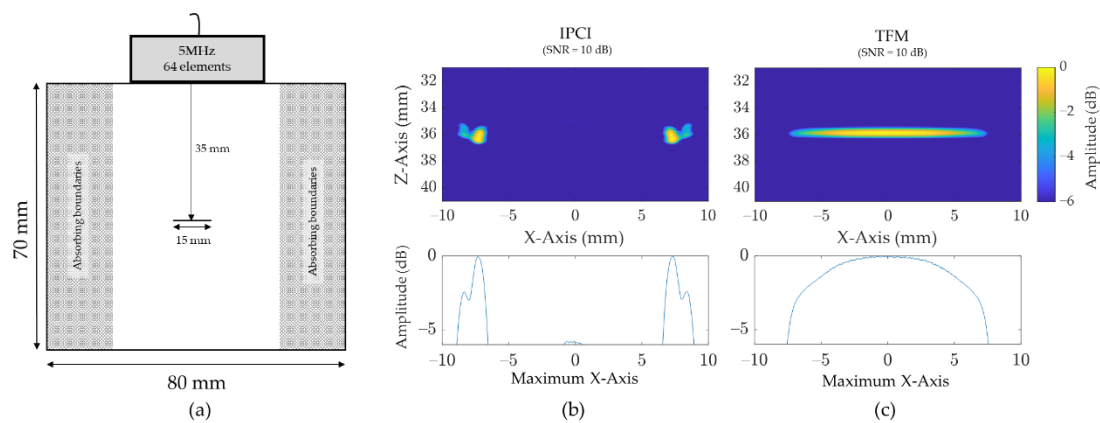 5MHz
64 elements
35 mm
15 mm
Absorbing boundaries
Absorbing boundaries
70 mm
80 mm
(a)
IPCI
(SNR = 10 dB)
Z-Axis (mm)
32
34
36
38
40
−10
−5
0
5
10
X-Axis (mm)
Amplitude (dB)
0
−5
−10
−5
0
5
10
Maximum X-Axis
(b)
TFM
(SNR = 10 dB)
32
34
36
38
40
−10
−5
0
5
10
X-Axis (mm)
0
−2
−4
−6
Amplitude (dB)
0
−5
−10
−5
0
5
10
Maximum X-Axis
(c)